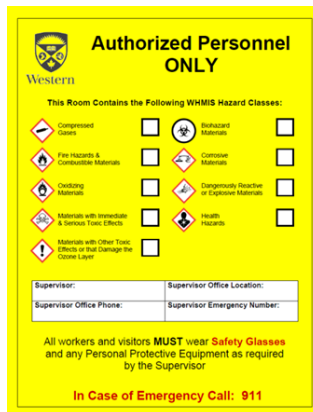 Western
Authorized Personnel
ONLY
This Room Contains the Following WHMIS Hazard Classes:
Compressed
Gases
Biohazard
Materials
Fire Hazards &
Combustible Materials
Corrosive
Materials
Oxidizing
Materials
Dangerously Reactive
or Explosive Materials
Materials with Immediate
& Serious Toxic Effects
Health
Hazards
Materials with Other Toxic
Effects or that Damage the
Ozone Layer
Supervisor:
Supervisor Office Location:
Supervisor Office Phone:
Supervisor Emergency Number:
All workers and visitors MUST wear Safety Glasses
and any Personal Protective Equipment as required
by the Supervisor
In Case of Emergency Call: 911